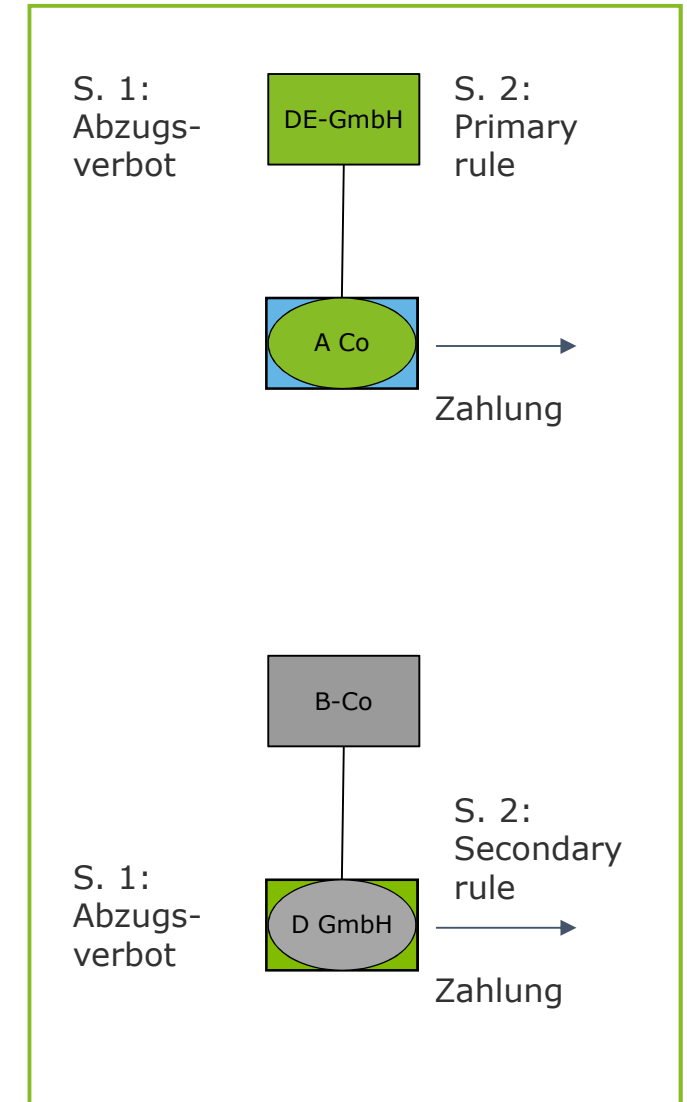 S. 1:
Abzugs-
verbot
DE-GmbH
S. 2:
Primary
rule
A Co
Zahlung
B-Co
S. 2:
Secondary
rule
S. 1:
Abzugs-
verbot
D GmbH
Zahlung